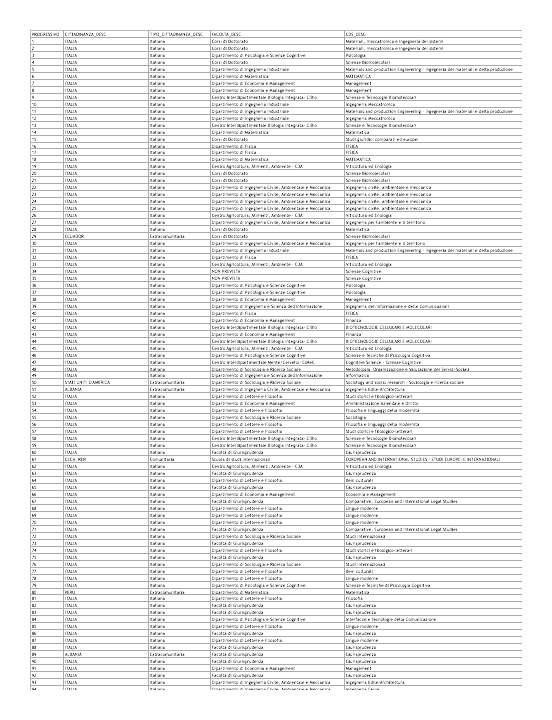 PROGRESSIVO CITTADINANZA_DESC TIPO_CITTADINANZA_DESC FACOLTA_DESC CDS_DESC
1 ITALIA Italiana Corsi di Dottorato Materiali, meccatronica e ingegneria dei sistemi
2 ITALIA Italiana Corsi di Dottorato Materiali, meccatronica e ingegneria dei sistemi
3 ITALIA Italiana Dipartimento di Psicologia e Scienze Cognitive Psicologia
4 ITALIA Italiana Corsi di Dottorato Scienze Biomolecolari
5 ITALIA Italiana Dipartimento di Ingegneria Industriale Materials and production Engineering - Ingegneria dei materiali e della produzione
6 ITALIA Italiana Dipartimento di Matematica MATEMATICA
7 ITALIA Italiana Dipartimento di Economia e Management Management
8 ITALIA Italiana Dipartimento di Economia e Management Management
9 ITALIA Italiana Centro Interdipartimentale Biologia Integrata - CIBio Scienze e Tecnologie Biomolecolari
10 ITALIA Italiana Dipartimento di Ingegneria Industriale Ingegneria Meccatronica
11 ITALIA Italiana Dipartimento di Ingegneria Industriale Materials and production Engineering - Ingegneria dei materiali e della produzione
12 ITALIA Italiana Dipartimento di Ingegneria Industriale Ingegneria Meccatronica
13 ITALIA Italiana Centro Interdipartimentale Biologia Integrata - CIBio Scienze e Tecnologie Biomolecolari
14 ITALIA Italiana Dipartimento di Matematica Matematica
15 ITALIA Italiana Corsi di Dottorato Studi giuridici comparati ed europei
16 ITALIA Italiana Dipartimento di Fisica FISICA
17 ITALIA Italiana Dipartimento di Fisica FISICA
18 ITALIA Italiana Dipartimento di Matematica MATEMATICA
19 ITALIA Italiana Centro Agricoltura, Alimenti, Ambiente - C3A Viticoltura ed Enologia
20 ITALIA Italiana Corsi di Dottorato Scienze Biomolecolari
21 ITALIA Italiana Corsi di Dottorato Scienze Biomolecolari
22 ITALIA Italiana Dipartimento di Ingegneria Civile, Ambientale e Meccanica Ingegneria civile, ambientale e meccanica
23 ITALIA Italiana Dipartimento di Ingegneria Civile, Ambientale e Meccanica Ingegneria civile, ambientale e meccanica
24 ITALIA Italiana Dipartimento di Ingegneria Civile, Ambientale e Meccanica Ingegneria civile, ambientale e meccanica
25 ITALIA Italiana Dipartimento di Ingegneria Civile, Ambientale e Meccanica Ingegneria civile, ambientale e meccanica
26 ITALIA Italiana Centro Agricoltura, Alimenti, Ambiente - C3A Viticoltura ed Enologia
27 ITALIA Italiana Dipartimento di Ingegneria Civile, Ambientale e Meccanica Ingegneria per l'ambiente e il territorio
28 ITALIA Italiana Corsi di Dottorato Matematica
29 ECUADOR Extracomunitaria Corsi di Dottorato Scienze Biomolecolari
30 ITALIA Italiana Dipartimento di Ingegneria Civile, Ambientale e Meccanica Ingegneria per l'ambiente e il territorio
31 ITALIA Italiana Dipartimento di Ingegneria Industriale Materials and production Engineering - Ingegneria dei materiali e della produzione
32 ITALIA Italiana Dipartimento di Fisica FISICA
33 ITALIA Italiana Centro Agricoltura, Alimenti, Ambiente - C3A Viticoltura ed Enologia
34 ITALIA Italiana NON PREVISTA Scienze Cognitive
35 ITALIA Italiana NON PREVISTA Scienze Cognitive
36 ITALIA Italiana Dipartimento di Psicologia e Scienze Cognitive Psicologia
37 ITALIA Italiana Dipartimento di Psicologia e Scienze Cognitive Psicologia
38 ITALIA Italiana Dipartimento di Economia e Management Management
39 ITALIA Italiana Dipartimento di Ingegneria e Scienza dell'Informazione Ingegneria dell'Informazione e delle Comunicazioni
40 ITALIA Italiana Dipartimento di Fisica FISICA
41 ITALIA Italiana Dipartimento di Economia e Management Finanza
42 ITALIA Italiana Centro Interdipartimentale Biologia Integrata - CIBio BIOTECNOLOGIE CELLULARI E MOLECOLARI
43 ITALIA Italiana Dipartimento di Economia e Management Finanza
44 ITALIA Italiana Centro Interdipartimentale Biologia Integrata - CIBio BIOTECNOLOGIE CELLULARI E MOLECOLARI
45 ITALIA Italiana Centro Agricoltura, Alimenti, Ambiente - C3A Viticoltura ed Enologia
46 ITALIA Italiana Dipartimento di Psicologia e Scienze Cognitive Scienze e Tecniche di Psicologia Cognitiva
47 ITALIA Italiana Centro Interdipartimentale Mente/Cervello - CIMeC Cognitive Science - Scienze Cognitive
48 ITALIA Italiana Dipartimento di Sociologia e Ricerca Sociale Metodologia, Organizzazione e Valutazione dei Servizi Sociali
49 ITALIA Italiana Dipartimento di Ingegneria e Scienza dell'Informazione Informatica
50 STATI UNITI D'AMERICA Extracomunitaria Dipartimento di Sociologia e Ricerca Sociale Sociology and social research - Sociologia e ricerca sociale
51 ALBANIA Extracomunitaria Dipartimento di Ingegneria Civile, Ambientale e Meccanica Ingegneria Edile-Architettura
52 ITALIA Italiana Dipartimento di Lettere e Filosofia Studi storici e filologico-letterari
53 ITALIA Italiana Dipartimento di Economia e Management Amministrazione Aziendale e Diritto
54 ITALIA Italiana Dipartimento di Lettere e Filosofia Filosofia e linguaggi della modernità
55 ITALIA Italiana Dipartimento di Sociologia e Ricerca Sociale Sociologia
56 ITALIA Italiana Dipartimento di Lettere e Filosofia Filosofia e linguaggi della modernità
57 ITALIA Italiana Dipartimento di Lettere e Filosofia Studi storici e filologico-letterari
58 ITALIA Italiana Centro Interdipartimentale Biologia Integrata - CIBio Scienze e Tecnologie Biomolecolari
59 ITALIA Italiana Centro Interdipartimentale Biologia Integrata - CIBio Scienze e Tecnologie Biomolecolari
60 ITALIA Italiana Facoltà di Giurisprudenza Giurisprudenza
61 CECA, REP. Comunitaria Scuola di Studi Internazionali EUROPEAN AND INTERNATIONAL STUDIES - STUDI EUROPEI E INTERNAZIONALI
62 ITALIA Italiana Centro Agricoltura, Alimenti, Ambiente - C3A Viticoltura ed Enologia
63 ITALIA Italiana Facoltà di Giurisprudenza Giurisprudenza
64 ITALIA Italiana Dipartimento di Lettere e Filosofia Beni culturali
65 ITALIA Italiana Facoltà di Giurisprudenza Giurisprudenza
66 ITALIA Italiana Dipartimento di Economia e Management Economia e Management
67 ITALIA Italiana Facoltà di Giurisprudenza Comparative, European and International Legal Studies
68 ITALIA Italiana Dipartimento di Lettere e Filosofia Lingue moderne
69 ITALIA Italiana Dipartimento di Lettere e Filosofia Lingue moderne
70 ITALIA Italiana Dipartimento di Lettere e Filosofia Lingue moderne
71 ITALIA Italiana Facoltà di Giurisprudenza Comparative, European and International Legal Studies
72 ITALIA Italiana Dipartimento di Sociologia e Ricerca Sociale Studi Internazionali
73 ITALIA Italiana Facoltà di Giurisprudenza Giurisprudenza
74 ITALIA Italiana Dipartimento di Lettere e Filosofia Studi storici e filologico-letterari
75 ITALIA Italiana Facoltà di Giurisprudenza Giurisprudenza
76 ITALIA Italiana Dipartimento di Sociologia e Ricerca Sociale Studi Internazionali
77 ITALIA Italiana Dipartimento di Lettere e Filosofia Beni culturali
78 ITALIA Italiana Dipartimento di Lettere e Filosofia Lingue moderne
79 ITALIA Italiana Dipartimento di Psicologia e Scienze Cognitive Scienze e Tecniche di Psicologia Cognitiva
80 PERÙ Extracomunitaria Dipartimento di Matematica Matematica
81 ITALIA Italiana Dipartimento di Lettere e Filosofia Filosofia
82 ITALIA Italiana Facoltà di Giurisprudenza Giurisprudenza
83 ITALIA Italiana Facoltà di Giurisprudenza Giurisprudenza
84 ITALIA Italiana Dipartimento di Psicologia e Scienze Cognitive Interfacce e Tecnologie della Comunicazione
85 ITALIA Italiana Dipartimento di Lettere e Filosofia Lingue moderne
86 ITALIA Italiana Facoltà di Giurisprudenza Giurisprudenza
87 ITALIA Italiana Dipartimento di Lettere e Filosofia Lingue moderne
88 ITALIA Italiana Facoltà di Giurisprudenza Giurisprudenza
89 ALBANIA Extracomunitaria Facoltà di Giurisprudenza Giurisprudenza
90 ITALIA Italiana Facoltà di Giurisprudenza Giurisprudenza
91 ITALIA Italiana Dipartimento di Economia e Management Management
92 ITALIA Italiana Facoltà di Giurisprudenza Giurisprudenza
93 ITALIA Italiana Dipartimento di Ingegneria Civile, Ambientale e Meccanica Ingegneria Edile-Architettura
94 ITALIA Italiana Dipartimento di Ingegneria Civile, Ambientale e Meccanica Ingegneria Civile